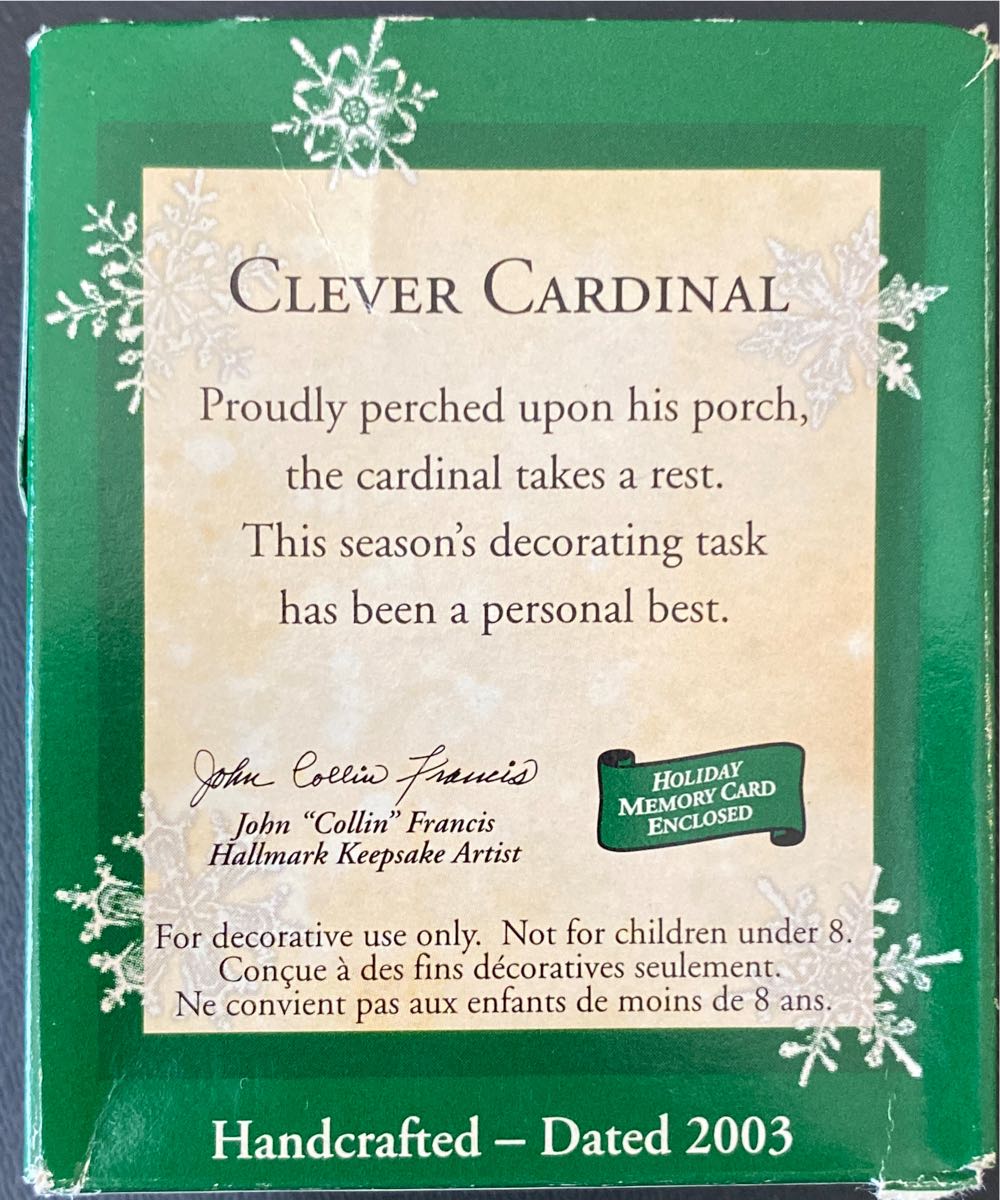 CLEVER CARDINAL
Proudly perched upon his porch,
the cardinal takes a rest.
This season's decorating task
has been a personal best.
John Collin Francis
John “Collin” Francis
Hallmark Keepsake Artist
HOLIDAY
MEMORY CARD
ENCLOSED
For decorative use only. Not for children under 8.
Conçue à des fins décoratives seulement.
Ne convient pas aux enfants de moins de 8 ans.
Handcrafted – Dated 2003